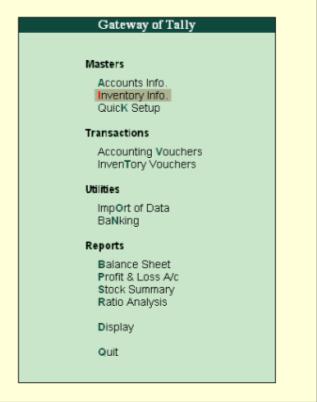 Gateway of Tally
Masters
Accounts Info.
Inventory Info.
QuicK Setup
Transactions
Accounting Vouchers
InvenTory Vouchers
Utilities
ImpOrt of Data
BaNking
Reports
Balance Sheet
Profit & Loss A/c
Stock Summary
Ratio Analysis
Display
Quit